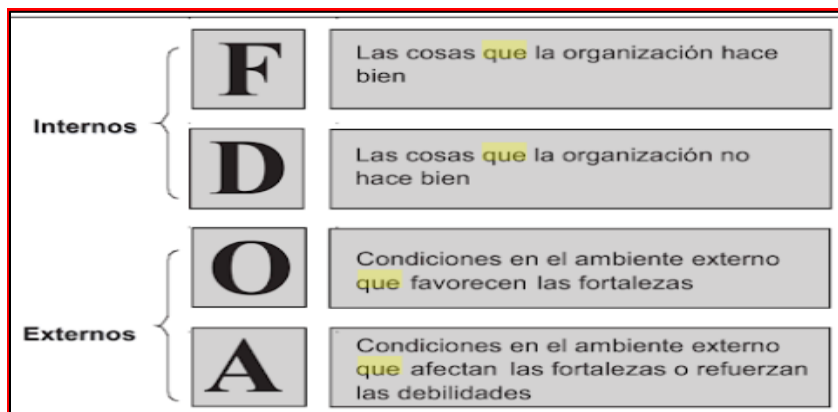 F
Las cosas que la organización hace
bien
Internos
D
Las cosas que la organización no
hace bien
O
Condiciones en el ambiente externo
que favorecen las fortalezas
Externos
A
Condiciones en el ambiente externo
que afectan las fortalezas o refuerzan
las debilidades